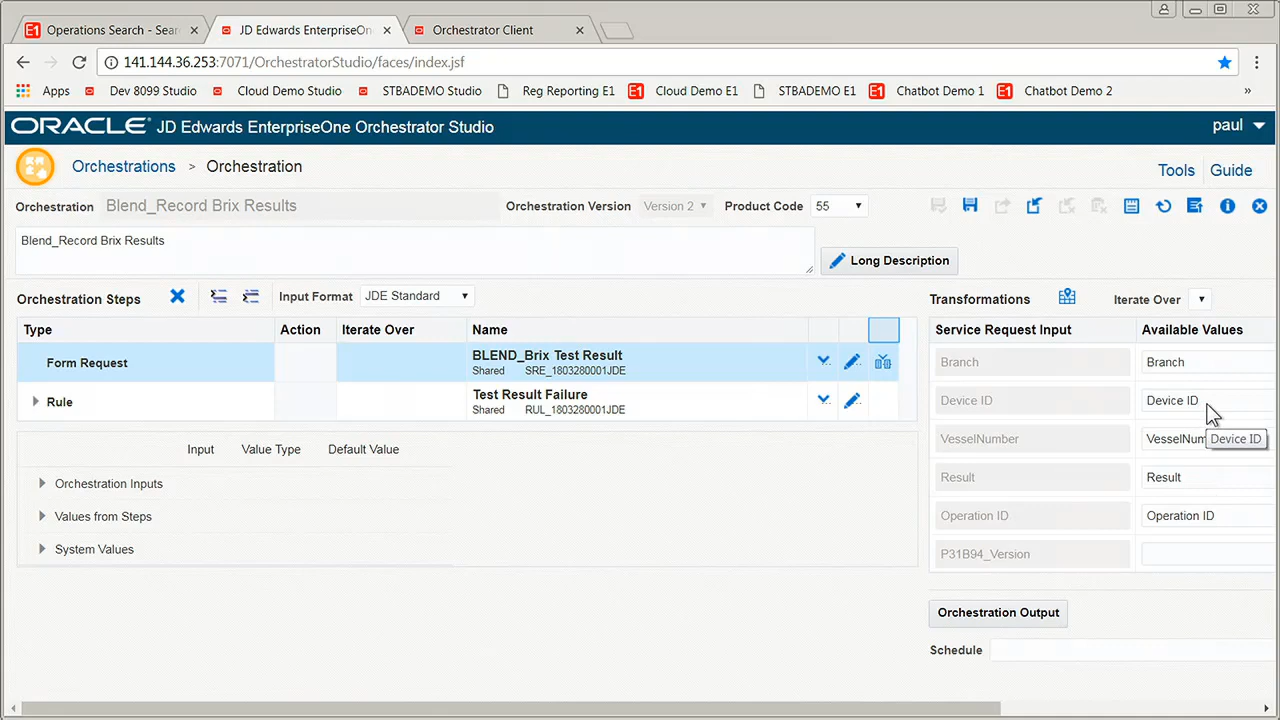 Operations Search - Sear
JD Edwards EnterpriseOn
Orchestrator Client
141.144.36.253:7071/OrchestratorStudio/faces/index.jsf
Apps Dev 8099 Studio Cloud Demo Studio STBADEMO Studio Reg Reporting E1 Cloud Demo E1 STBADEMO E1 Chatbot Demo 1 Chatbot Demo 2 »
ORACLE JD Edwards EnterpriseOne Orchestrator Studio paul
Orchestrations > Orchestration Tools Guide
Orchestration Blend_Record Brix Results Orchestration Version Version 2 Product Code 55
Blend_Record Brix Results
Long Description
Orchestration Steps Input Format JDE Standard Transformations Iterate Over
Type Action Iterate Over Name Service Request Input Available Values
Form Request BLEND_Brix Test Result
Shared SRE_1803280001JDE
Branch Branch
Rule Test Result Failure
Shared RUL_1803280001JDE
Device ID Device ID
VesselNumber VesselNum Device ID
Input Value Type Default Value
Orchestration Inputs Result Result
Values from Steps Operation ID Operation ID
System Values P31B94_Version
Orchestration Output
Schedule